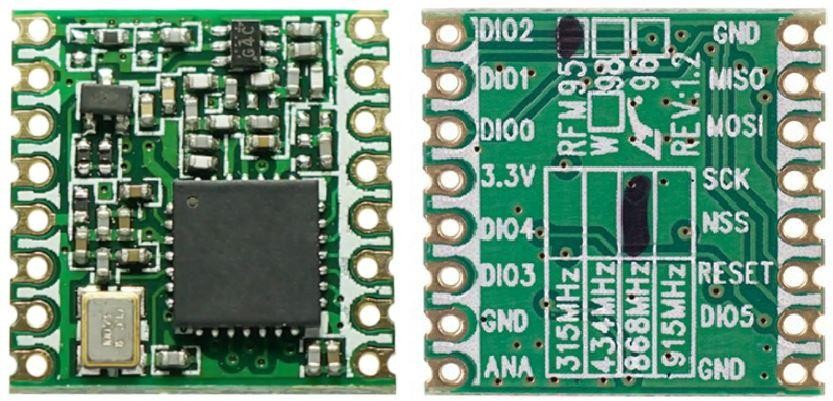 G4C
DIO2
GND
DIO1
MISO
DIO0
MOSI
3.3V
SCK
DIO4
NSS
DIO3
RESET
GND
DIO5
ANA
GND
RFM95
98
96
W
REV:1.2
315MHz
434MHz
868MHz
915MHz